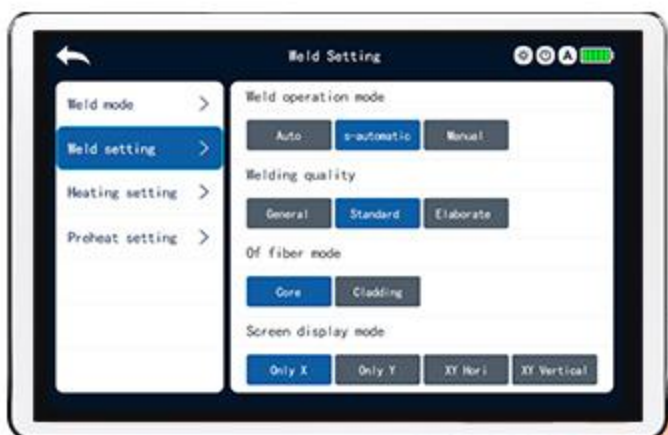 Weld Setting
A
Weld mode
Weld setting
Heating setting
Preheat setting
Weld operation mode
Auto s-automatic Manual
Welding quality
General Standard Elaborate
Of fiber mode
Core Cladding
Screen display mode
Only X Only Y XY Hori XY Vertical